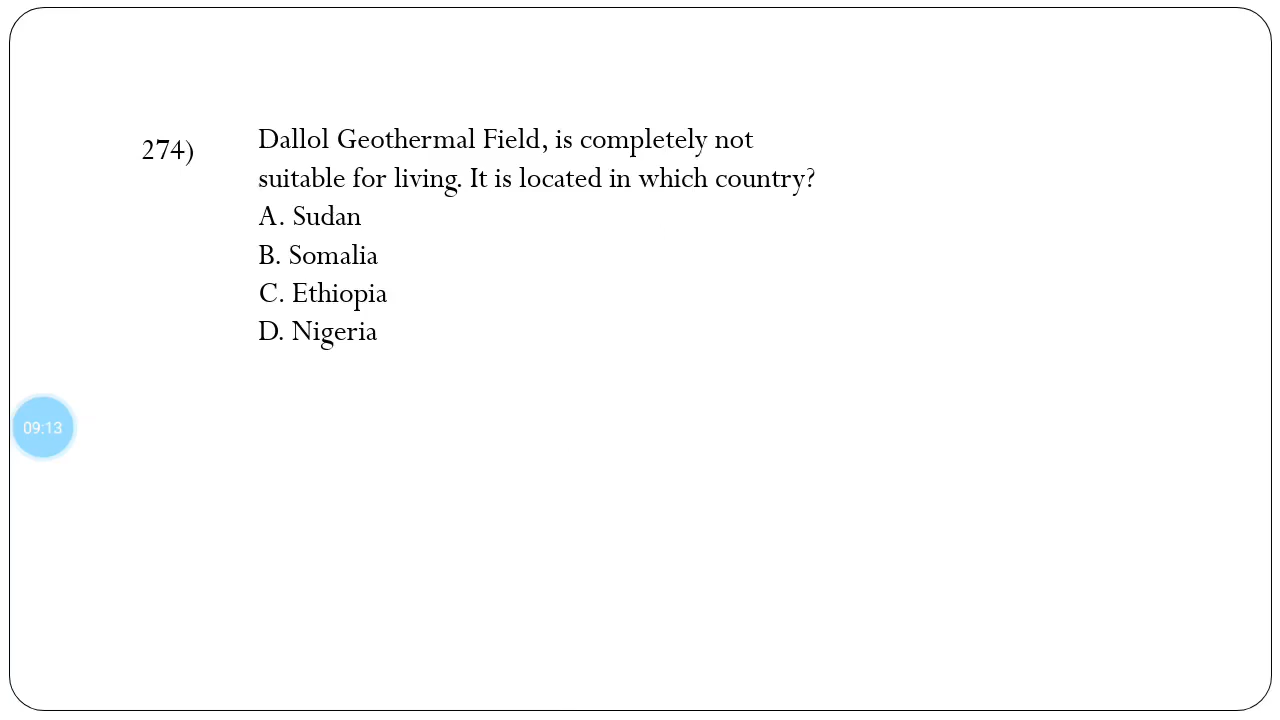 274)
Dallol Geothermal Field, is completely not
suitable for living. It is located in which country?
A. Sudan
B. Somalia
C. Ethiopia
D. Nigeria
09:13